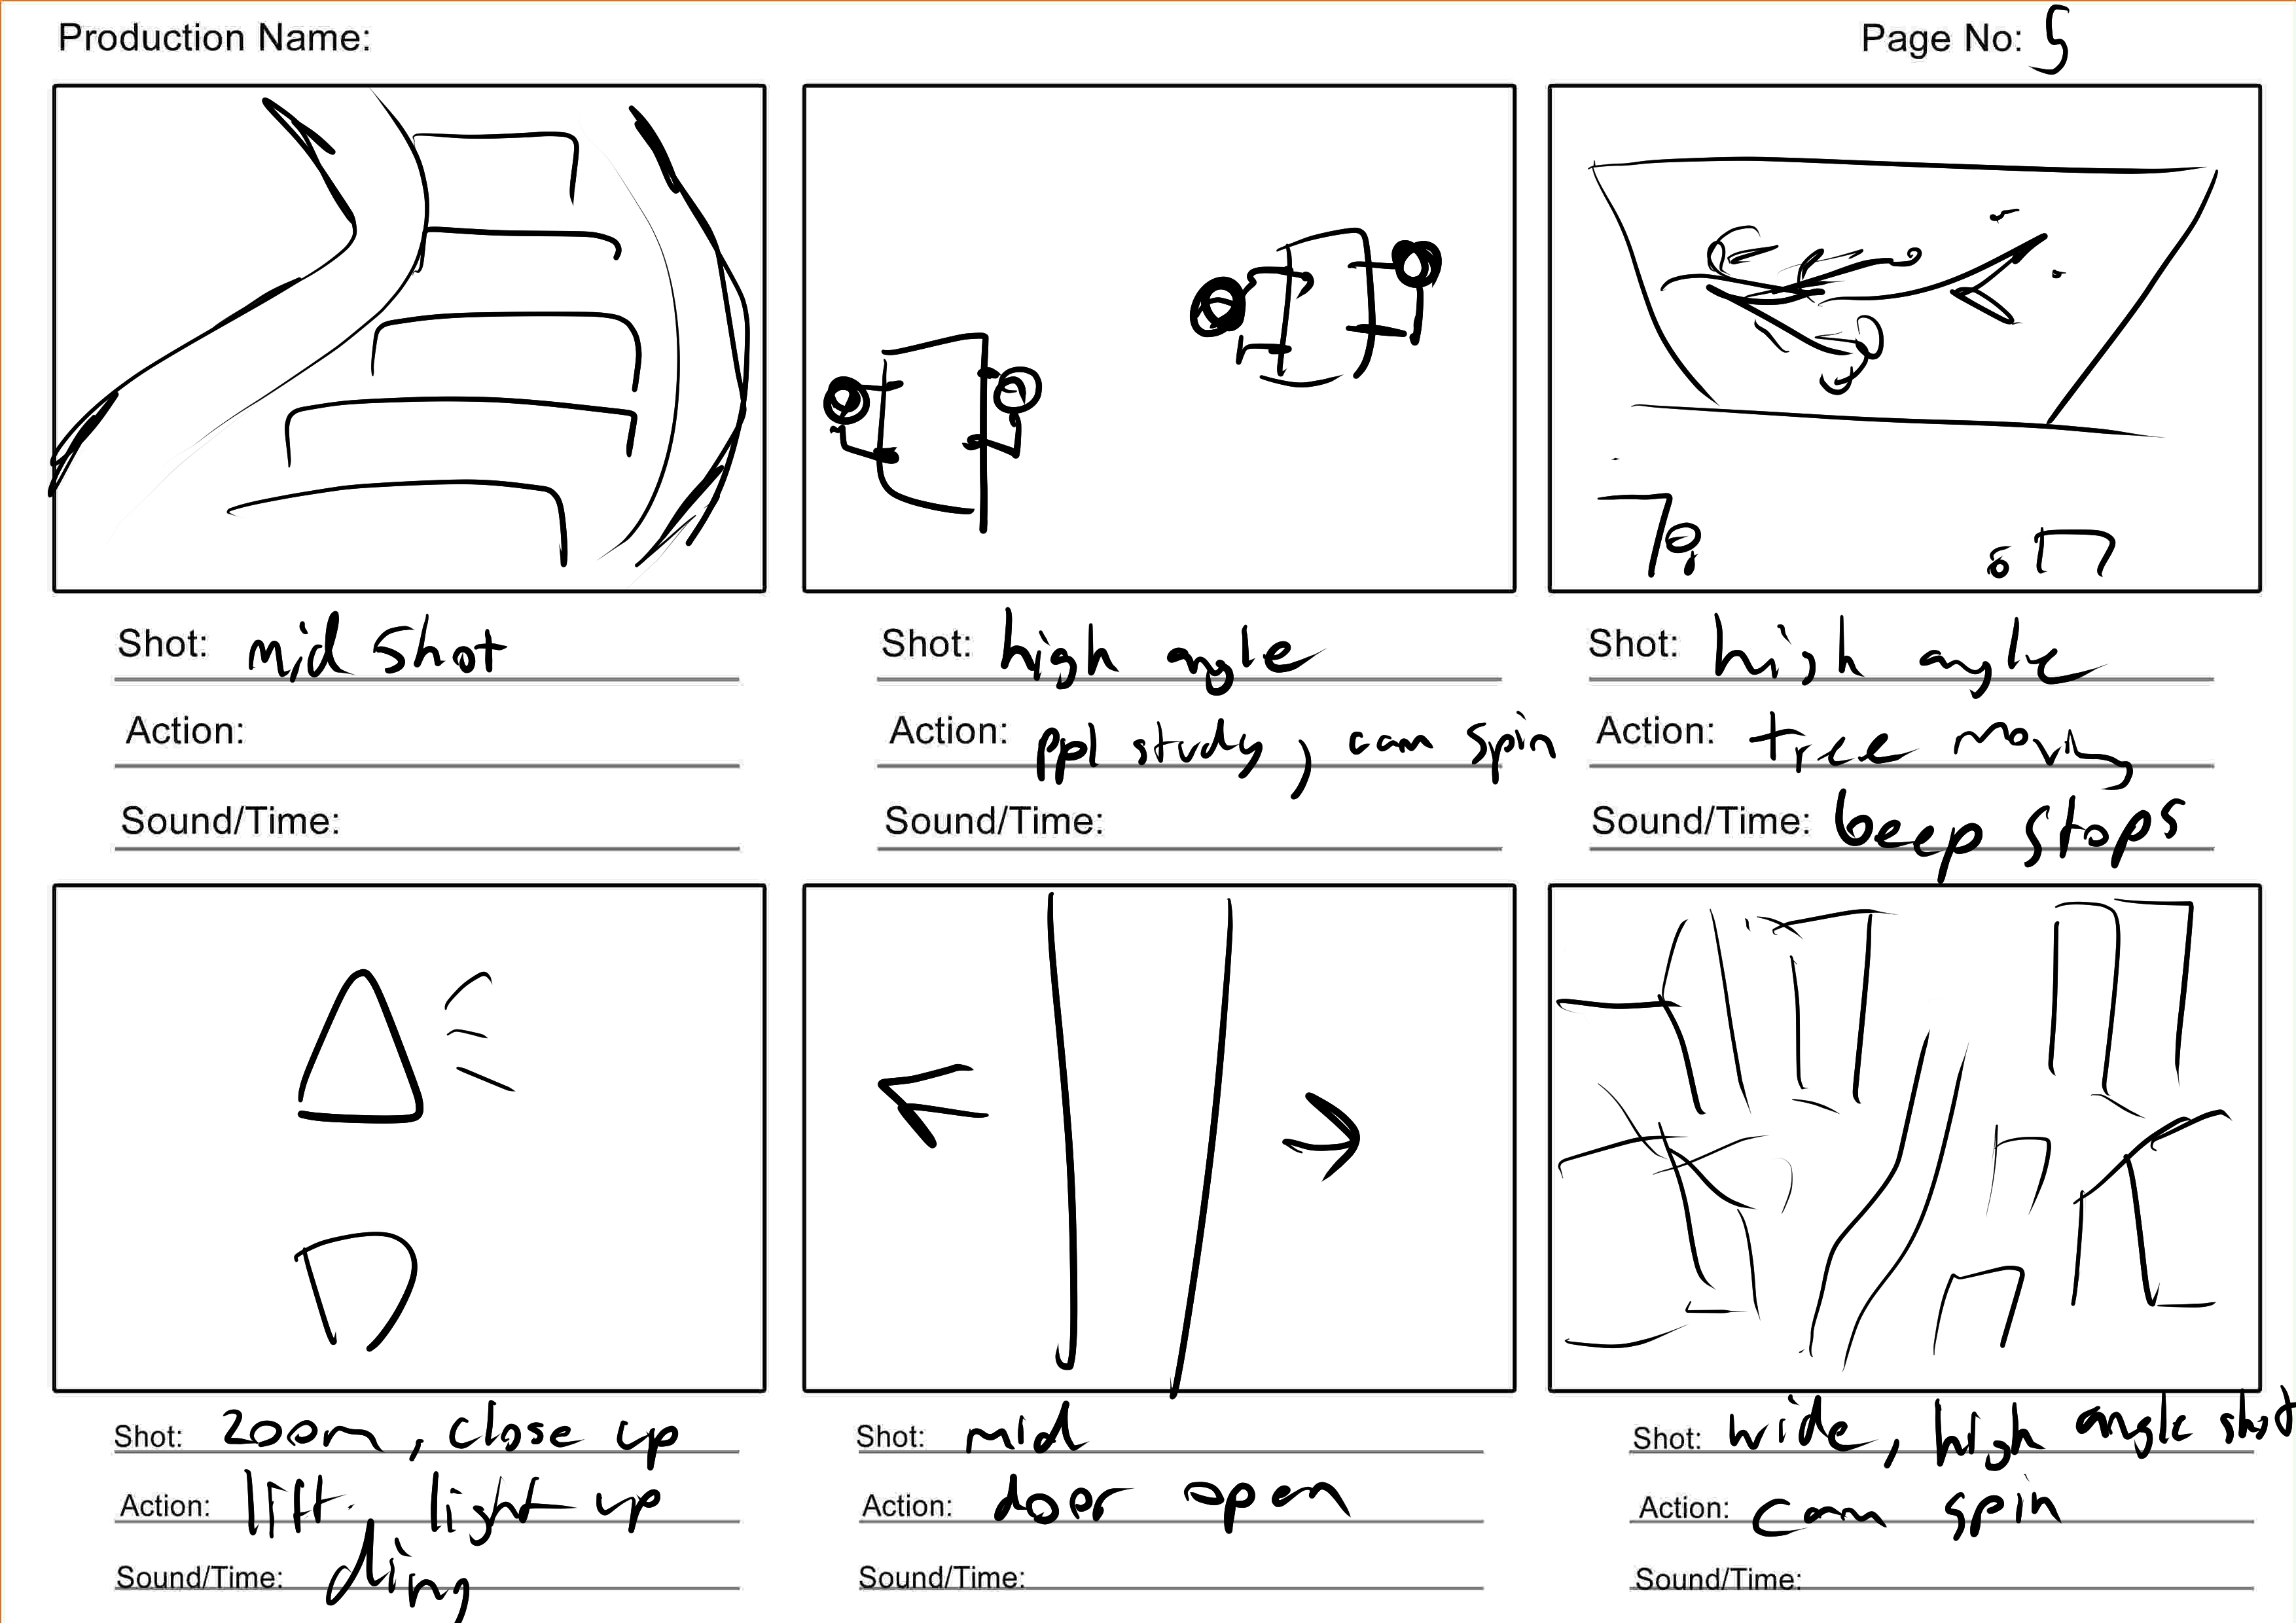 Production Name:
Page No: 5
Shot: mid shot
Action:
Sound/Time:
Shot: high angle
Action: ppl study, cam spin
Sound/Time:
Shot: high angle
Action: tree moving
Sound/Time: beep stops
Shot: zoom, close up
Action: lift light up
Sound/Time: ding
Shot: mid
Action: door open
Sound/Time:
Shot: wide, high angle shot
Action: cam spin
Sound/Time: